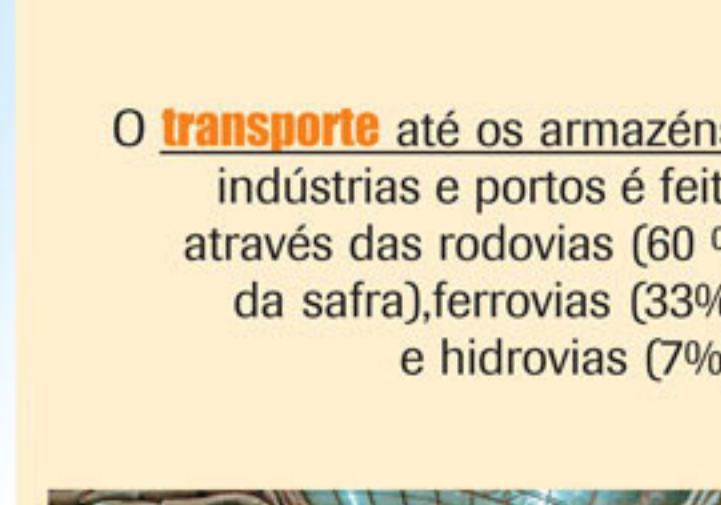 O transporte até os armazéns
indústrias e portos é feit
através das rodovias (60 %
da safra),ferrovias (33%
e hidrovias (7%